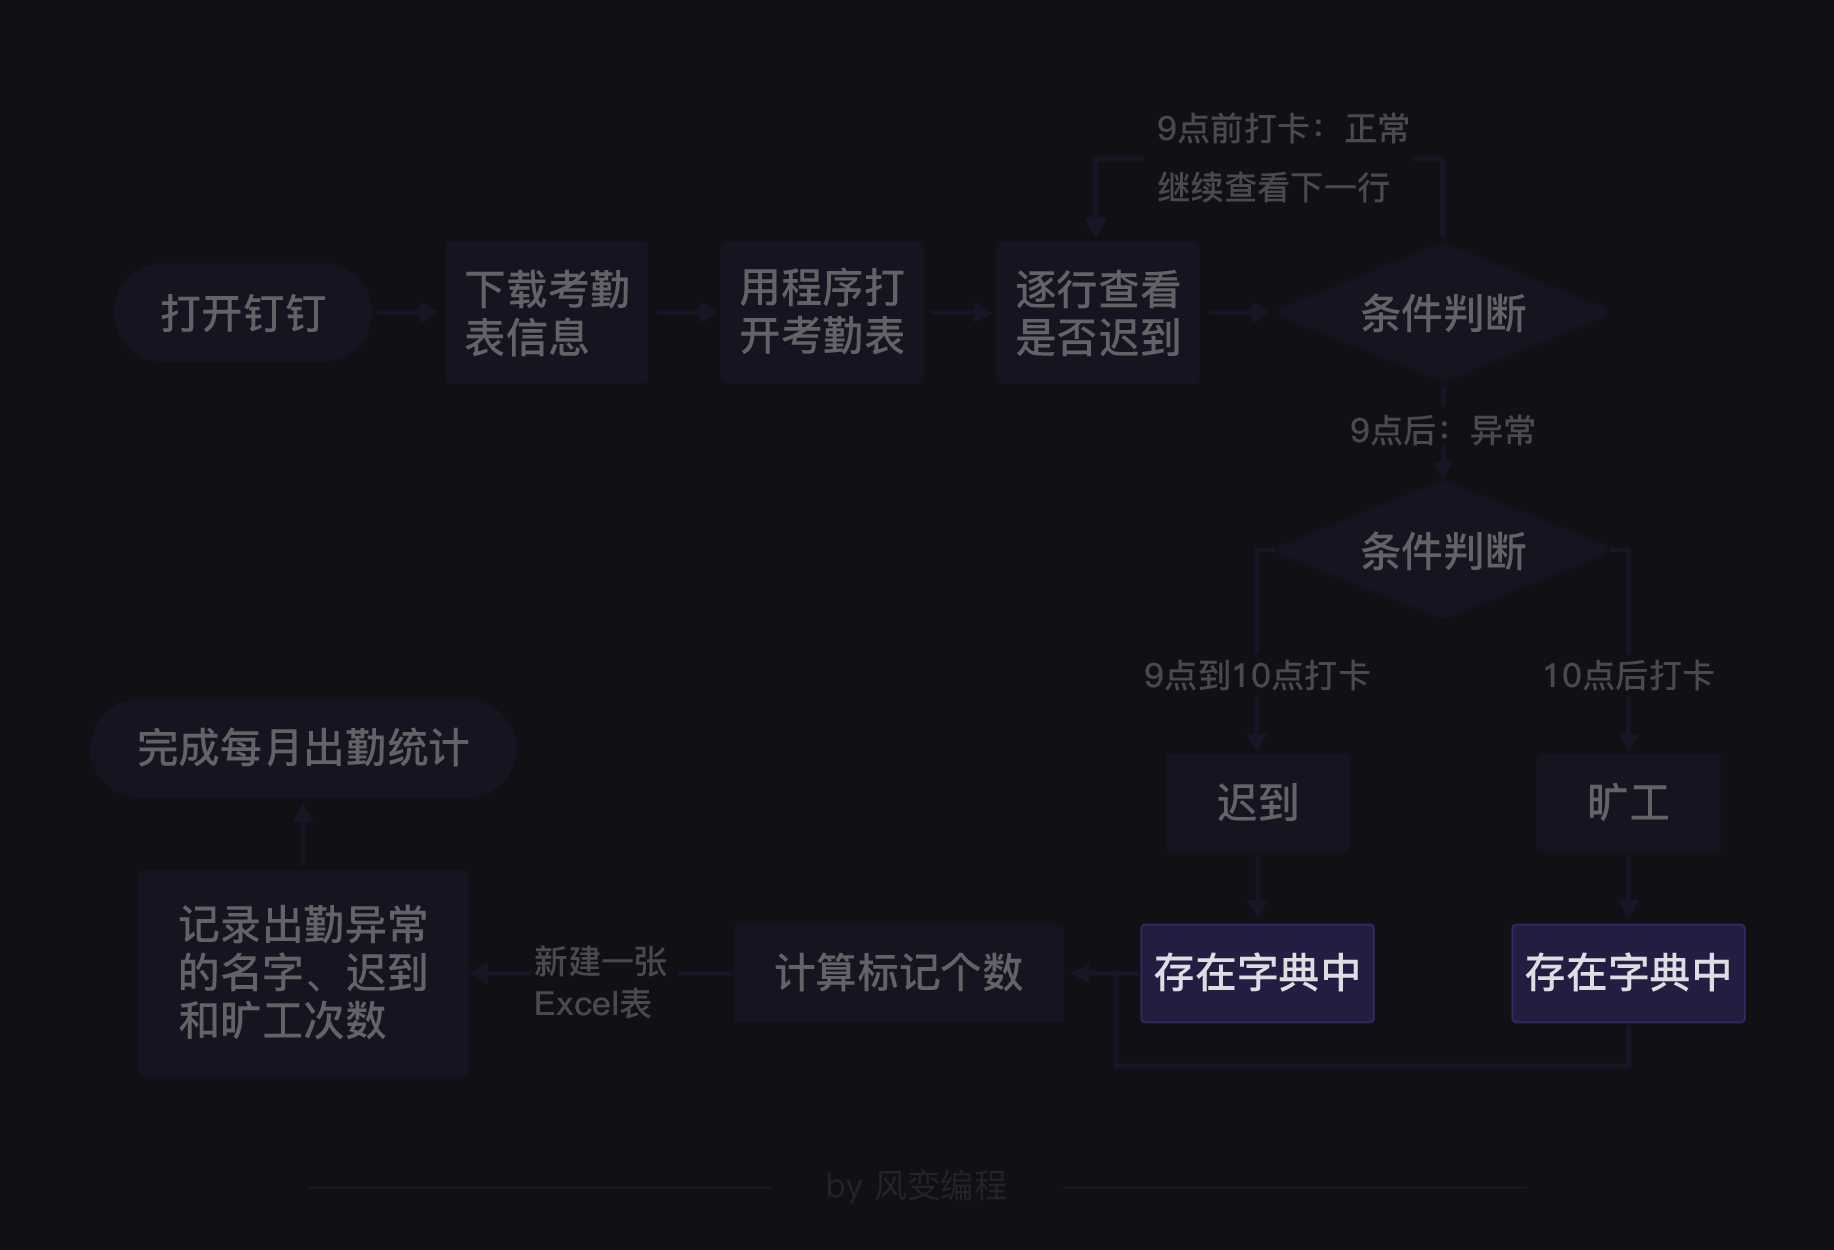 9点前打卡：正常
继续查看下一行
打开钉钉
下载考勤
表信息
用程序打
开考勤表
逐行查看
是否迟到
条件判断
9点后：异常
条件判断
9点到10点打卡
10点后打卡
迟到
旷工
存在字典中
存在字典中
计算标记个数
新建一张
Excel表
记录出勤异常
的名字、迟到
和旷工次数
完成每月出勤统计
by 风变编程